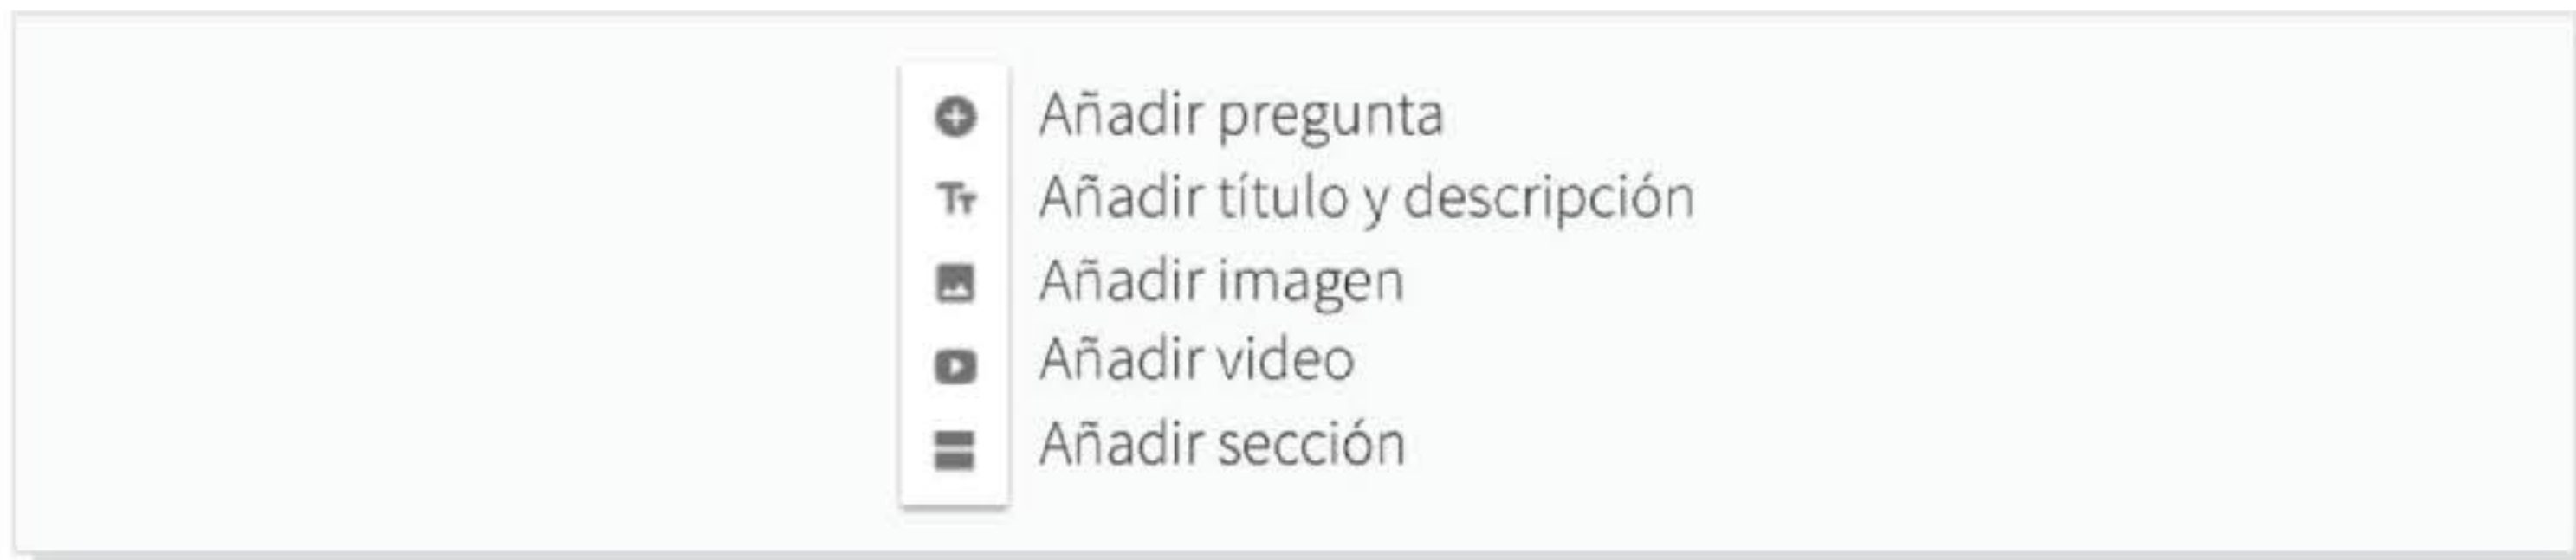 Añadir pregunta
Añadir título y descripción
Añadir imagen
Añadir video
Añadir sección